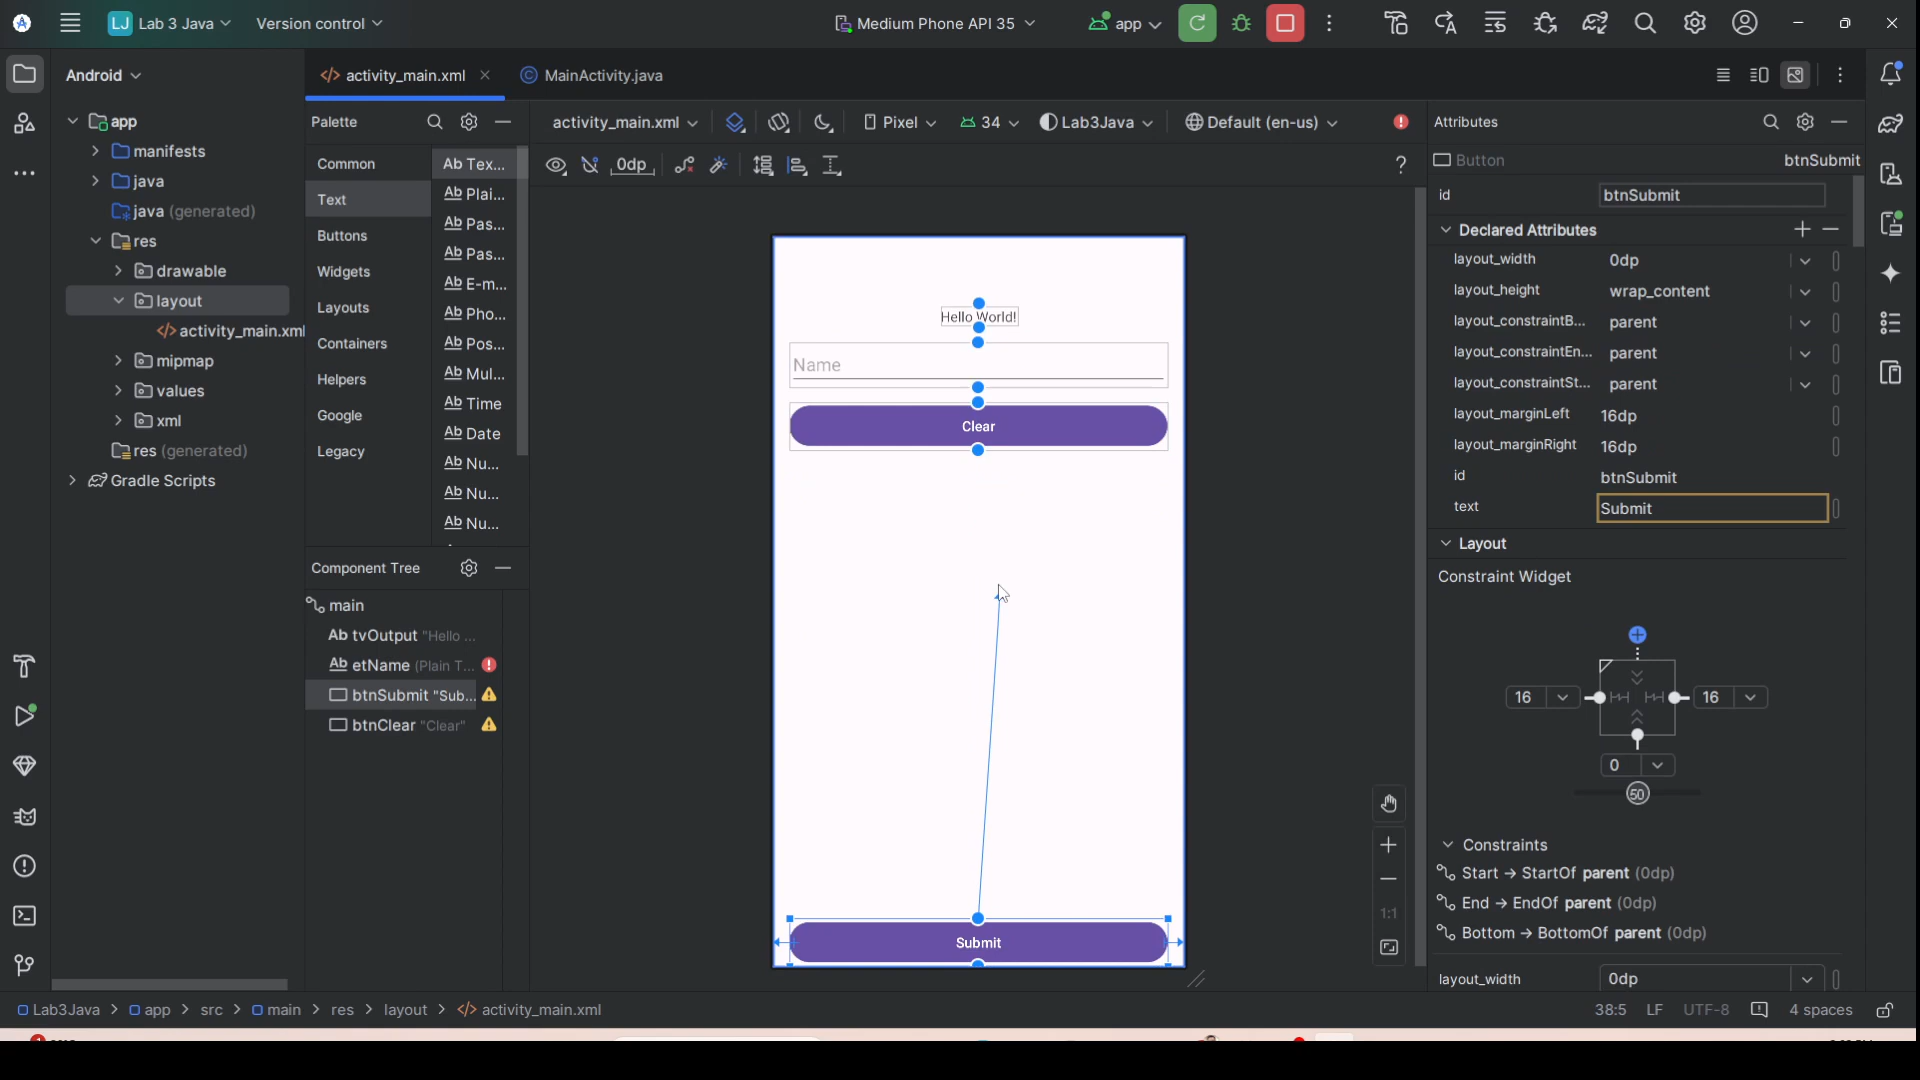 LJ Lab 3 Java Version control Medium Phone API 35 app
Android activity_main.xml MainActivity.java
app
manifests
java
java (generated)
res
drawable
layout
activity_main.xml
mipmap
values
xml
res (generated)
Gradle Scripts
Palette
Common
Text
Buttons
Widgets
Layouts
Containers
Helpers
Google
Legacy
Ab Tex...
Ab Plai...
Ab Pas...
Ab Pas...
Ab E-m...
Ab Pho...
Ab Pos...
Ab Mul...
Ab Time
Ab Date
Ab Nu...
Ab Nu...
Ab Nu...
Component Tree
main
Ab tvOutput "Hello ...
Ab etName (Plain T...
btnSubmit "Sub...
btnClear "Clear"
activity_main.xml Pixel 34 Lab3Java Default (en-us)
0dp
?
Hello World!
Name
Clear
Submit
1:1
Attributes
Button btnSubmit
id btnSubmit
Declared Attributes
layout_width 0dp
layout_height wrap_content
layout_constraintB... parent
layout_constraintEn... parent
layout_constraintSt... parent
layout_marginLeft 16dp
layout_marginRight 16dp
id btnSubmit
text Submit
Layout
Constraint Widget
16 16
0
50
Constraints
Start → StartOf parent (0dp)
End → EndOf parent (0dp)
Bottom → BottomOf parent (0dp)
layout_width 0dp
Lab3Java > app > src > main > res > layout > activity_main.xml 38:5 LF UTF-8 4 spaces